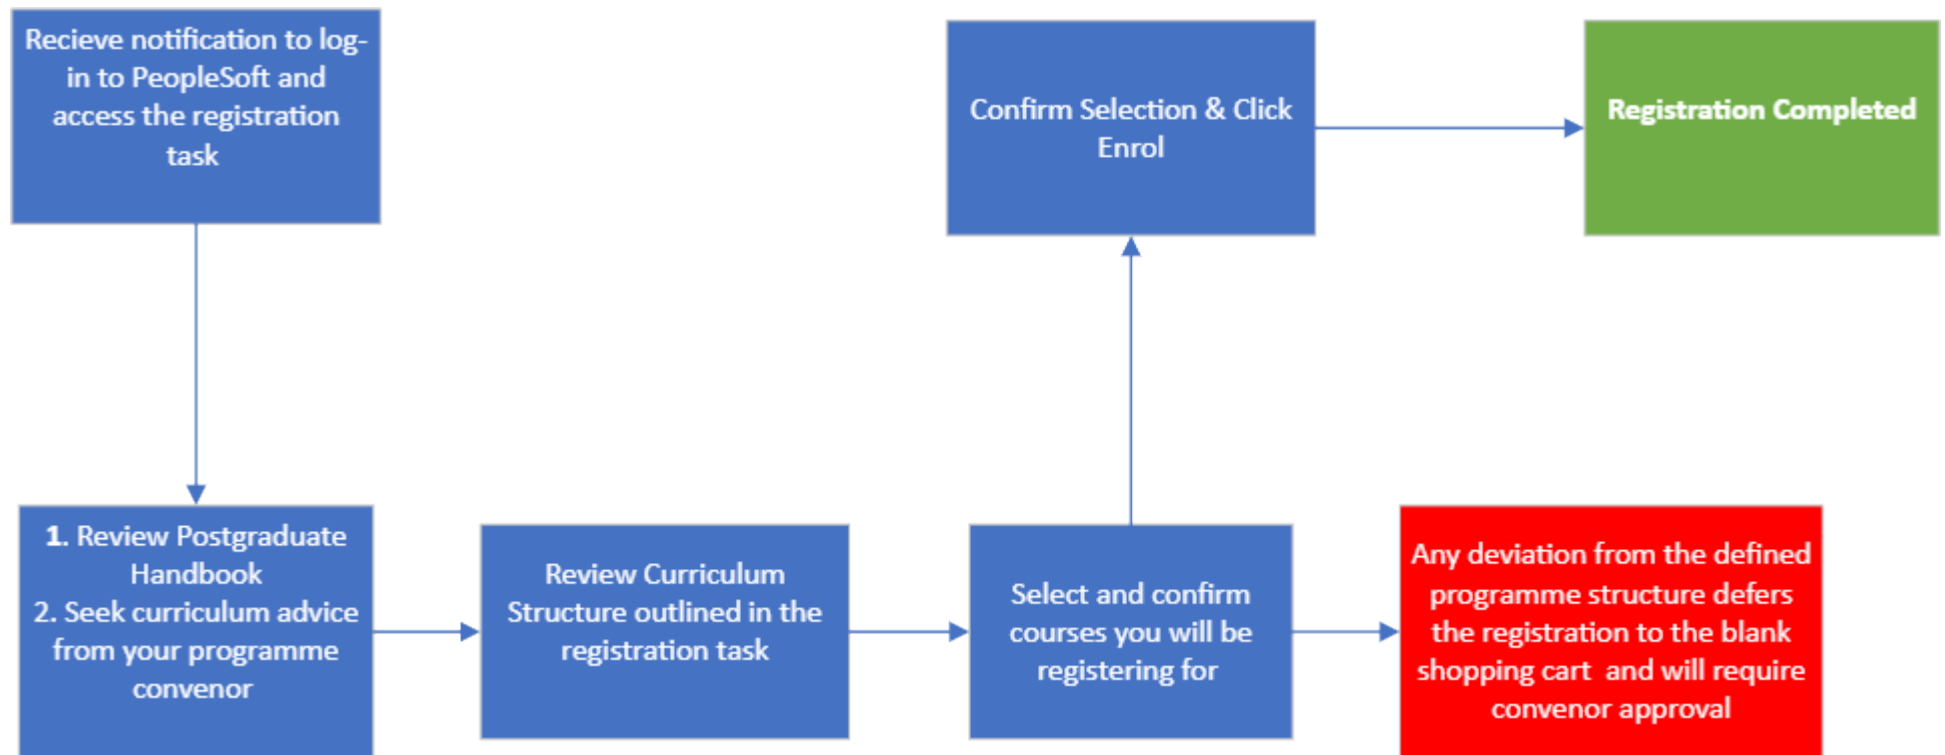 Recieve notification to log-
in to PeopleSoft and
access the registration
task
Confirm Selection & Click
Enrol
Registration Completed
1. Review Postgraduate
Handbook
2. Seek curriculum advice
from your programme
convenor
Review Curriculum
Structure outlined in the
registration task
Select and confirm
courses you will be
registering for
Any deviation from the defined
programme structure defers
the registration to the blank
shopping cart and will require
convenor approval